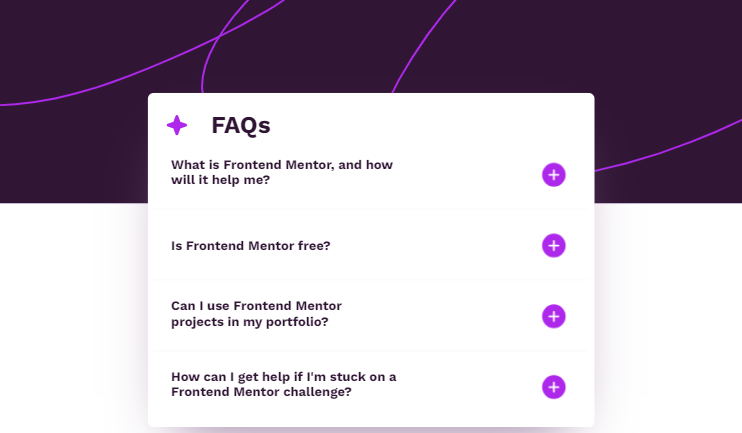 FAQs
What is Frontend Mentor, and how
will it help me?
Is Frontend Mentor free?
Can I use Frontend Mentor
projects in my portfolio?
How can I get help if I'm stuck on a
Frontend Mentor challenge?